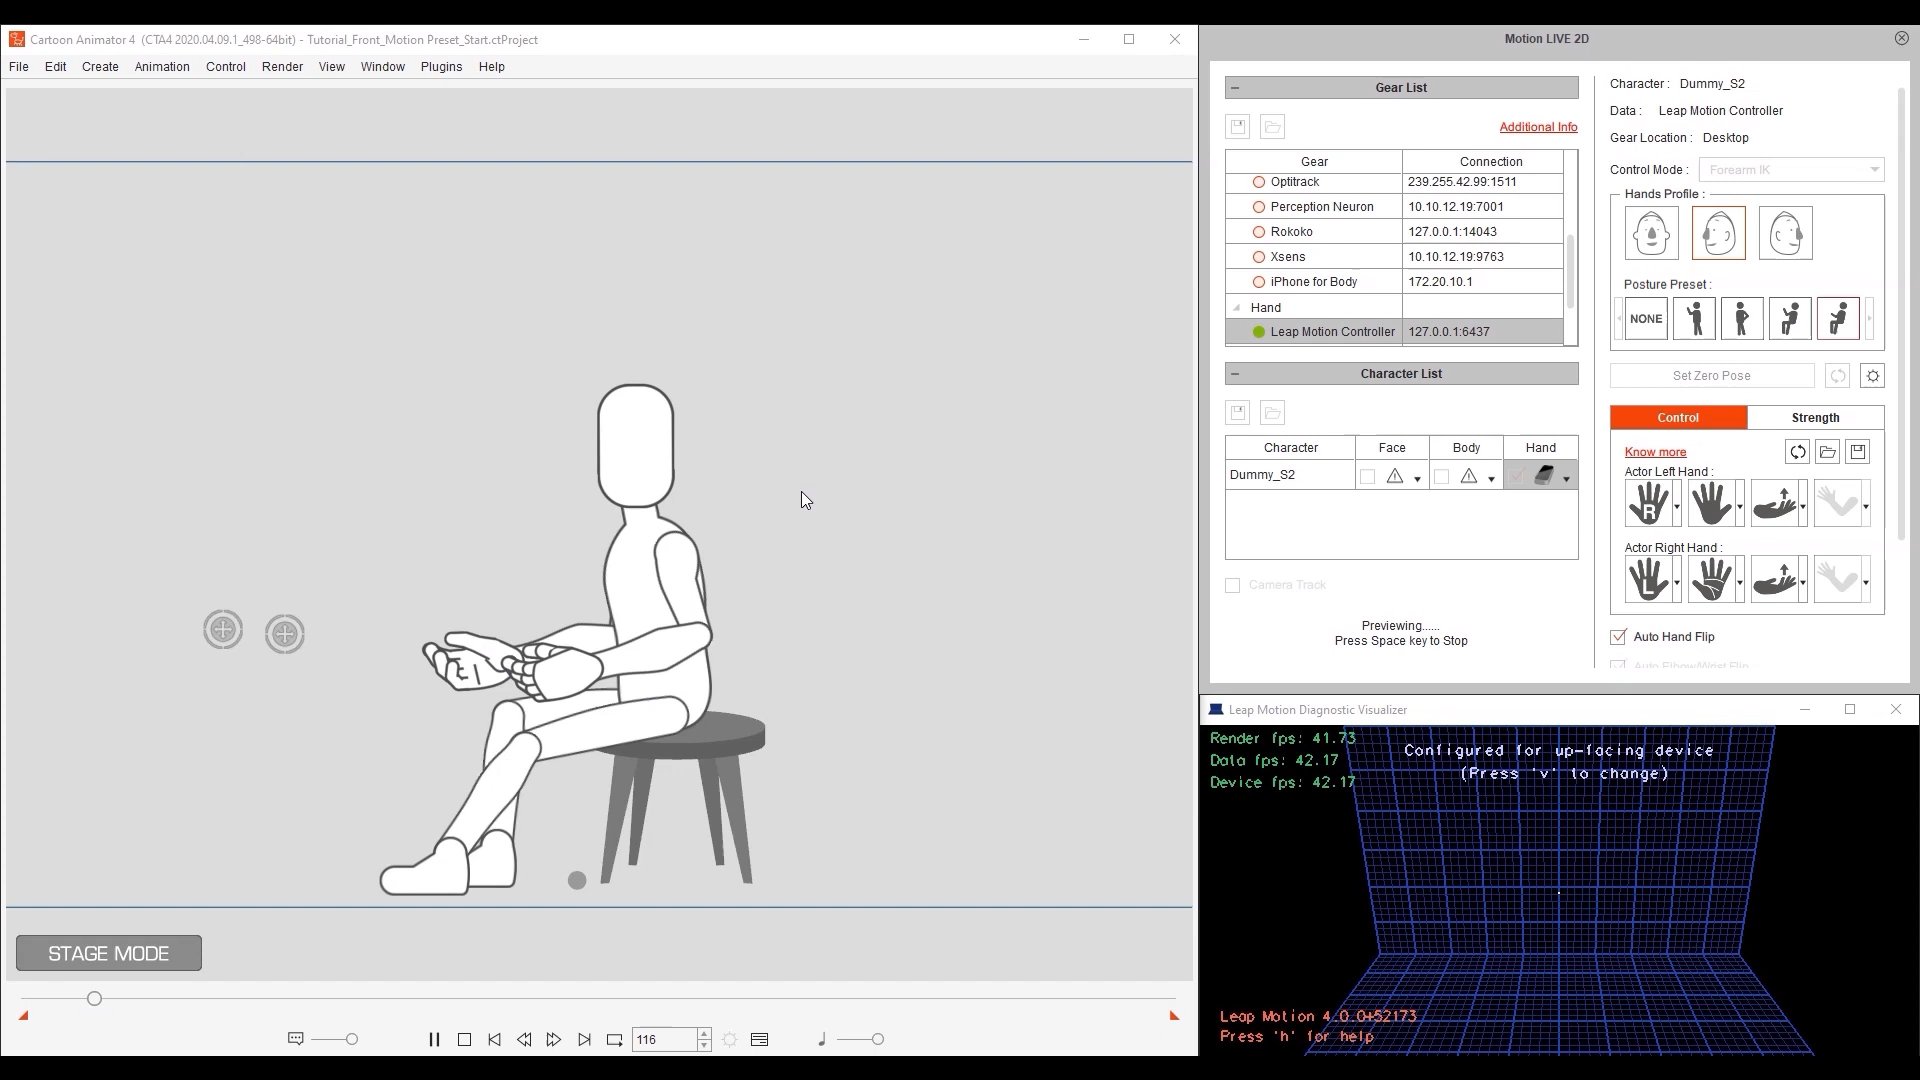 Cartoon Animator 4 (CTA4 2020.04.09.1_498-64bit) - Tutorial_Front_Motion Preset_Start.ctProject
File Edit Create Animation Control Render View Window Plugins Help
STAGE MODE
116
Motion LIVE 2D
Gear List
Additional Info
Gear Connection
Optitrack 239.255.42.99:1511
Perception Neuron 10.10.12.19:7001
Rokoko 127.0.0.1:14043
Xsens 10.10.12.19:9763
iPhone for Body 172.20.10.1
Hand
Leap Motion Controller 127.0.0.1:6437
Character List
Character Face Body Hand
Dummy_S2
Camera Track
Previewing......
Press Space key to Stop
Character : Dummy_S2
Data : Leap Motion Controller
Gear Location : Desktop
Control Mode : Forearm IK
Hands Profile :
Posture Preset :
NONE
Set Zero Pose
Control Strength
Know more
Actor Left Hand :
R
Actor Right Hand :
L
Auto Hand Flip
Auto Elbow/Wrist Flip
Leap Motion Diagnostic Visualizer
Render fps: 41.73
Data fps: 42.17
Device fps: 42.17
Configured for up-facing device
(Press 'v' to change)
Leap Motion 4.0.0+52173
Press 'h' for help